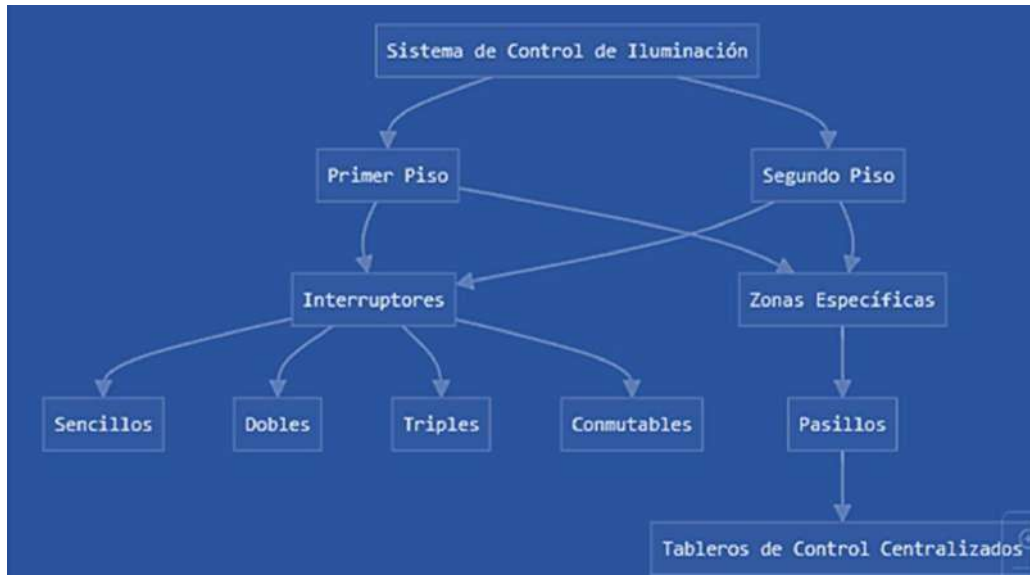 Sistema de Control de Iluminación
Primer Piso
Segundo Piso
Interruptores
Zonas Específicas
Sencillos
Dobles
Triples
Conmutables
Pasillos
Tableros de Control Centralizados